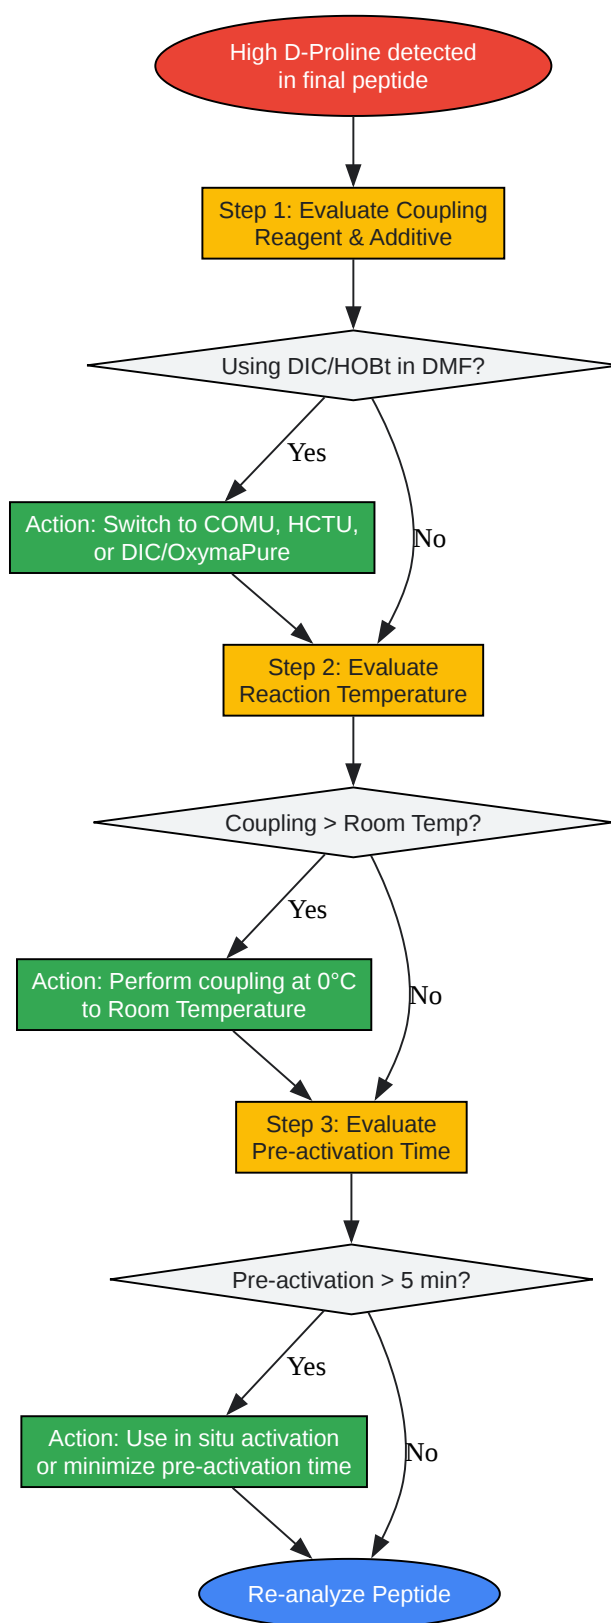 High D-Proline detected
in final peptide
Step 1: Evaluate Coupling
Reagent & Additive
Using DIC/HOBt in DMF?
Yes
Action: Switch to COMU, HCTU,
or DIC/OxymaPure
No
Step 2: Evaluate
Reaction Temperature
Coupling > Room Temp?
Yes
Action: Perform coupling at 0°C
to Room Temperature
No
Step 3: Evaluate
Pre-activation Time
Pre-activation > 5 min?
Yes
Action: Use in situ activation
or minimize pre-activation time
No
Re-analyze Peptide